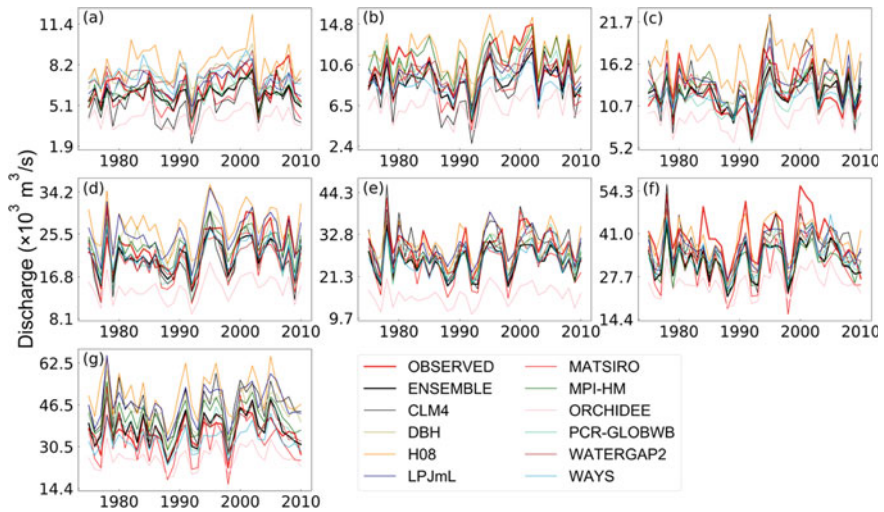 (a) (b) (c)
11.4 14.8 21.7
8.2 10.6 16.2
5.1 6.5 10.7
1.9 2.4 5.2
1980 1990 2000 2010 1980 1990 2000 2010 1980 1990 2000 2010
(d) (e) (f)
34.2 44.3 54.3
25.5 32.8 41.0
16.8 21.3 27.7
8.1 9.7 14.4
1980 1990 2000 2010 1980 1990 2000 2010 1980 1990 2000 2010
Discharge (×10³ m³/s)
(g)
62.5
46.5
30.5
14.4
1980 1990 2000 2010
OBSERVED MATSIRO
ENSEMBLE MPI-HM
CLM4 ORCHIDEE
DBH PCR-GLOBWB
H08 WATERGAP2
LPJmL WAYS